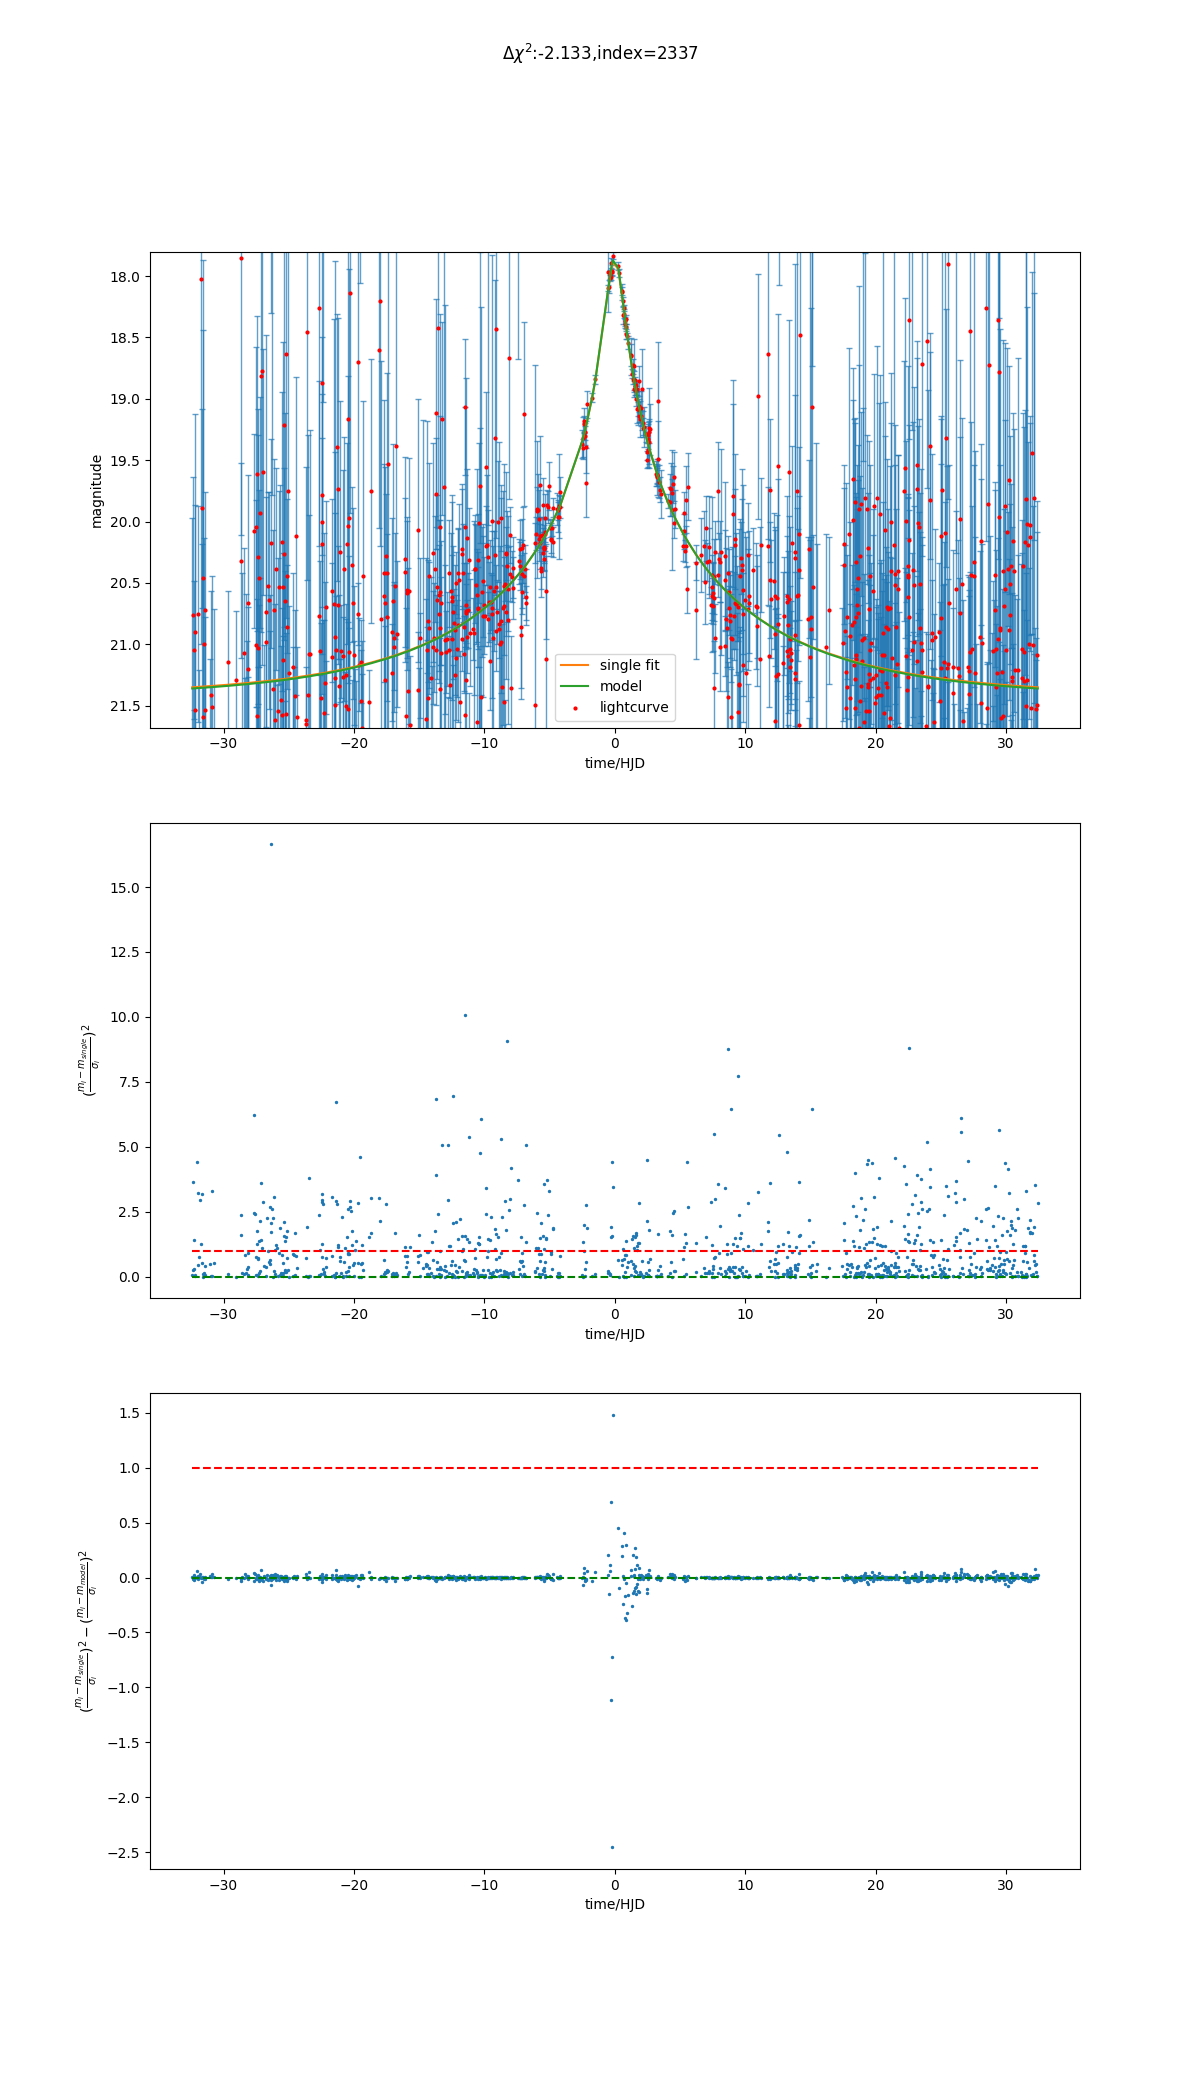 Δχ²:-2.133,index=2337
18.0
18.5
19.0
19.5
20.0
20.5
21.0
21.5
magnitude
single fit
model
lightcurve
−30 −20 −10 0 10 20 30
time/HJD
15.0
12.5
10.0
7.5
5.0
2.5
0.0
((m_i − m_single)/σ_i)²
−30 −20 −10 0 10 20 30
time/HJD
1.5
1.0
0.5
0.0
−0.5
−1.0
−1.5
−2.0
−2.5
((m_i − m_single)/σ_i)² − ((m_i − m_model)/σ_i)²
−30 −20 −10 0 10 20 30
time/HJD